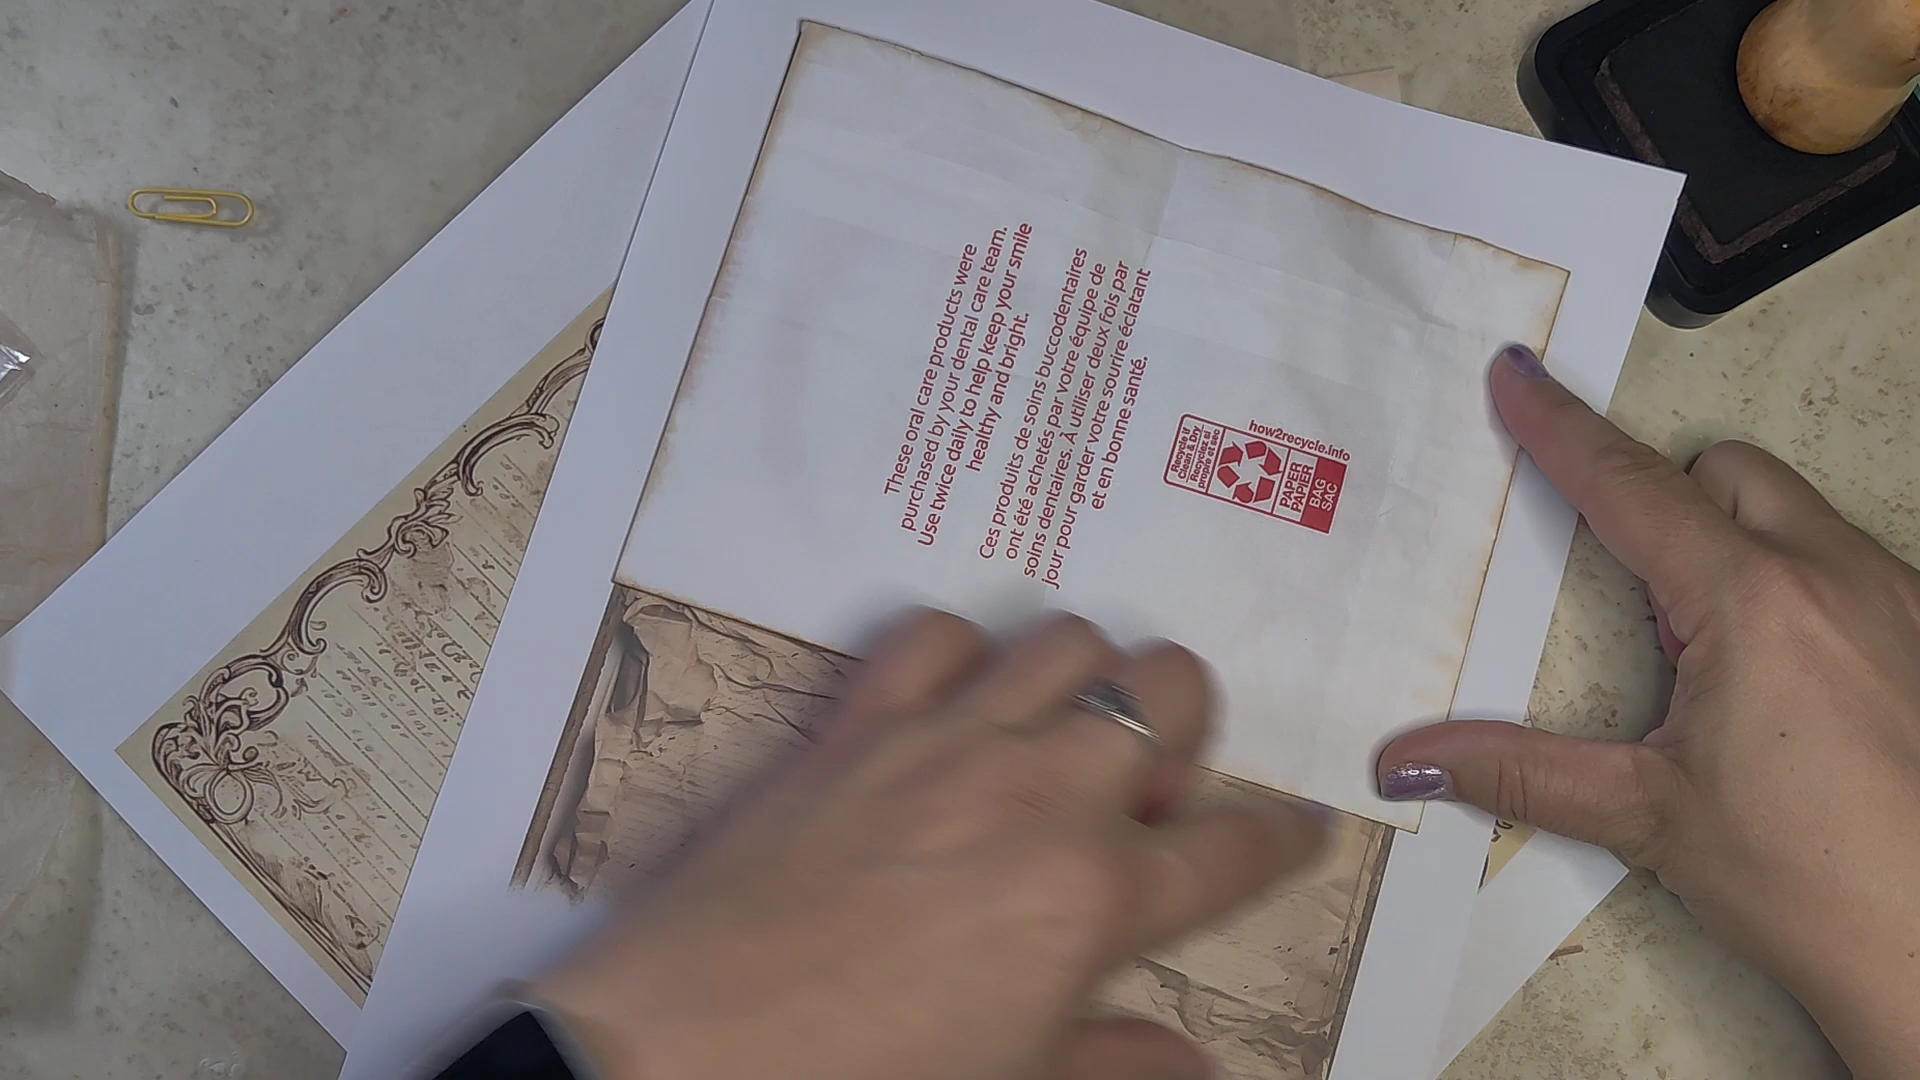 These oral care products were
purchased by your dental care team.
Use twice daily to help keep your smile
healthy and bright.
Ces produits de soins buccodentaires
ont été achetés par votre équipe de
soins dentaires. À utiliser deux fois par
jour pour garder votre sourire éclatant
et en bonne santé.
how2recycle.info
Recycle if
Clean & Dry
Recyclez si
propre et sec
PAPER
PAPIER
BAG
SAC